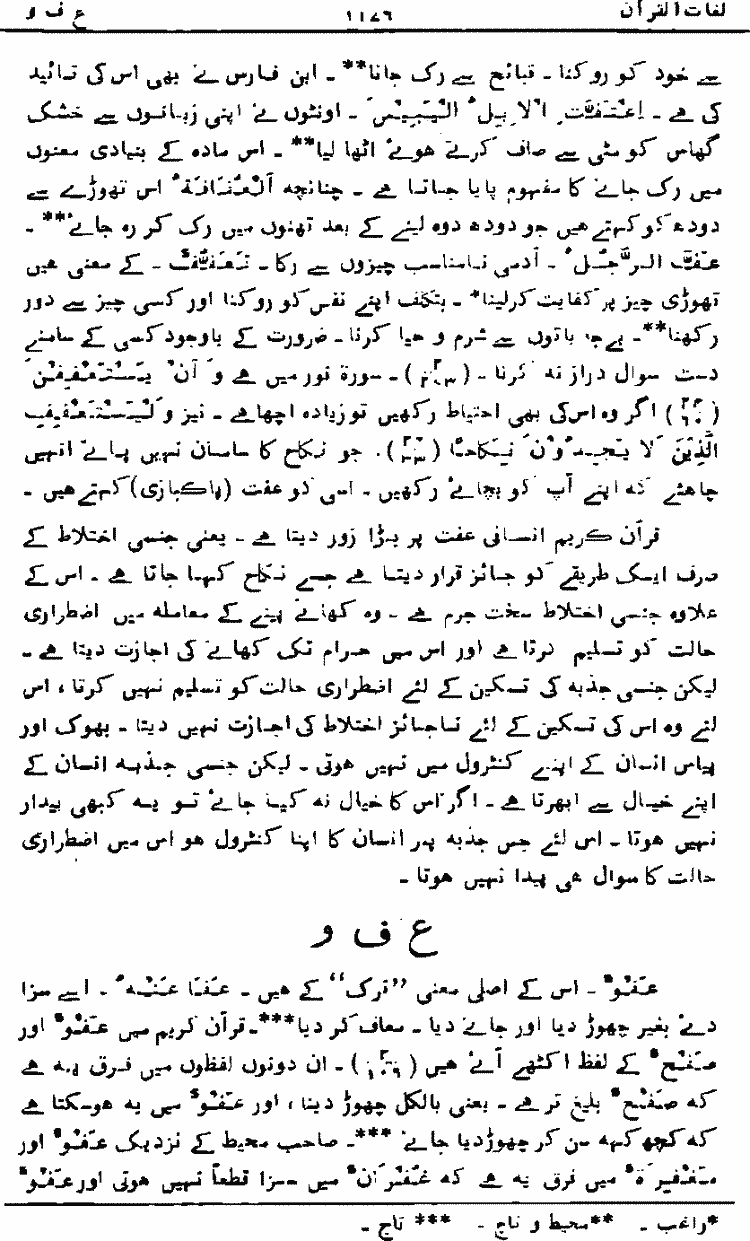 لغات القرآن ۱۱۷۶ ع ف و
سے خود کو روکنا ۔ قبائح سے رک جانا** ۔ ابن فارس نے بھی اس کی تائید
کی ہے ۔ اِعْتَفَّتِ الْاِبِلُ الْیَبِیْسَ ۔ اونٹوں نے اپنی زبانوں سے خشک
گھاس کو مٹی سے صاف کرتے ہوئے اٹھا لیا** ۔ اس مادہ کے بنیادی معنوں
میں رک جانے کا مفہوم پایا جاتا ہے ۔ چنانچہ اَلْعُفَافَۃُ اس تھوڑے سے
دودھ کو کہتے ہیں جو دودھ دوہ لینے کے بعد تھنوں میں رک کر رہ جائے** ۔
عَفَّ الرَّجُلُ ۔ آدمی نامناسب چیزوں سے رکا ۔ تَعَفُّفٌ ۔ کے معنی ہیں
تھوڑی چیز پر کفایت کرلینا* ۔ بتکلف اپنے نفس کو روکنا اور کسی چیز سے دور
رکھنا** ۔ بےجا باتوں سے شرم و حیا کرنا ۔ ضرورت کے باوجود کسی کے سامنے
دست سوال دراز نہ کرنا ۔ (۲/۲۷۳) ۔ سورۃ نور میں ہے وَ اَنْ یَّسْتَعْفِفْنَ
(۲۴/۶۰) اگر وہ اس کی بھی احتیاط رکھیں تو زیادہ اچھا ہے ۔ نیز وَلْیَسْتَعْفِفِ
الَّذِیْنَ لَا یَجِدُوْنَ نِکَاحًا (۲۴/۳۳). جو نکاح کا سامان نہیں پاتے انہیں
چاہئے کہ اپنے آپ کو بچائے رکھیں ۔ اسی کو عفت (پاکبازی) کہتے ہیں ۔
قرآن کریم انسانی عفت پر بڑا زور دیتا ہے ۔ یعنی جنسی اختلاط کے
صرف ایک طریقے کو جائز قرار دیتا ہے جسے نکاح کہا جاتا ہے ۔ اس کے
علاوہ جنسی اختلاط سخت جرم ہے ۔ وہ کھانے پینے کے معاملہ میں اضطراری
حالت کو تسلیم کرتا ہے اور اس میں حرام تک کھانے کی اجازت دیتا ہے ۔
لیکن جنسی جذبہ کی تسکین کے لئے اضطراری حالت کو تسلیم نہیں کرتا ، اس
لئے وہ اس کی تسکین کے لئے ناجائز اختلاط کی اجازت نہیں دیتا ۔ بھوک اور
پیاس انسان کے اپنے کنٹرول میں نہیں ہوتی ۔ لیکن جنسی جذبہ انسان کے
اپنے خیال سے ابھرتا ہے ۔ اگر اس کا خیال نہ کیا جائے تو یہ کبھی بیدار
نہیں ہوتا ۔ اس لئے جس جذبہ پر انسان کا اپنا کنٹرول ہو اس میں اضطراری
حالت کا سوال ہی پیدا نہیں ہوتا ۔
ع ف و
عَفْوٌ ۔ اس کے اصلی معنی ”ترک“ کے ہیں ۔ عَفَا عَنْہُ ۔ اسے سزا
دئے بغیر چھوڑ دیا اور جانے دیا ۔ معاف کر دیا*** ۔ قرآن کریم میں عَفْوٌ اور
صَفْحٌ کے لفظ اکٹھے آئے ہیں (۲/۱۰۹) ۔ ان دونوں لفظوں میں فرق یہ ہے
کہ صَفْحٌ بلیغ تر ہے ۔ یعنی بالکل چھوڑ دینا ، اور عَفْوٌ میں یہ ہوسکتا ہے
کہ کچھ کہہ سن کر چھوڑ دیا جائے *** ۔ صاحب محیط کے نزدیک عَفْوٌ اور
مَغْفِرَۃٌ میں فرق یہ ہے کہ غُفْرَانٌ میں سزا قطعاً نہیں ہوتی اور عَفْوٌ
*راغب ۔ **محیط و تاج ۔ *** تاج ۔